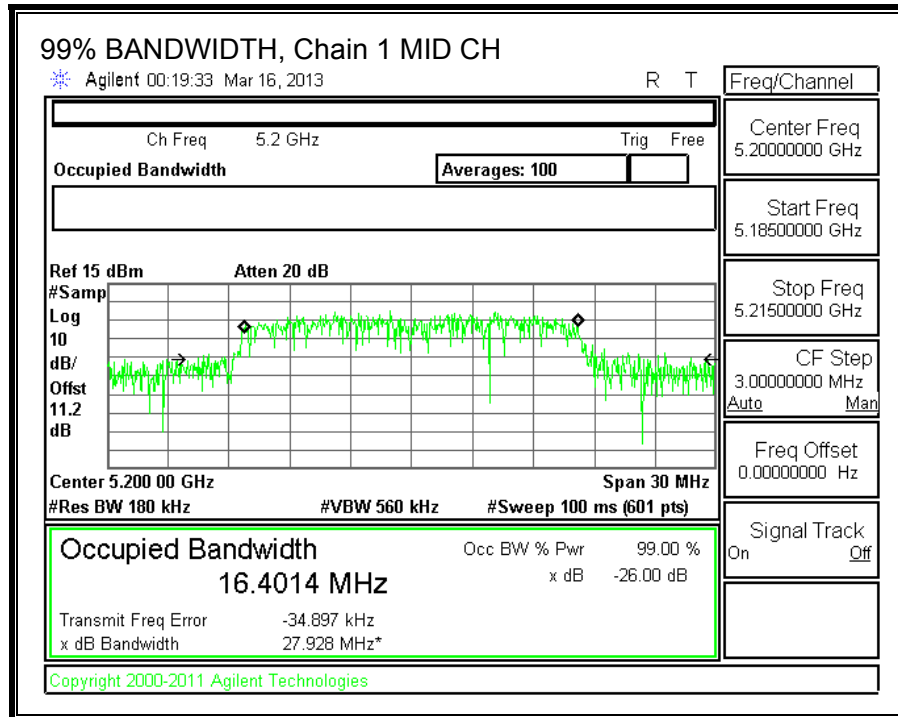 99% BANDWIDTH, Chain 1 MID CH
Agilent 00:19:33 Mar 16, 2013 R T
Freq/Channel
Ch Freq 5.2 GHz Trig Free
Occupied Bandwidth Averages: 100
Center Freq
5.20000000 GHz
Start Freq
5.18500000 GHz
Stop Freq
5.21500000 GHz
CF Step
3.00000000 MHz
Auto Man
Freq Offset
0.00000000 Hz
Signal Track
On Off
Ref 15 dBm Atten 20 dB
#Samp
Log
10
dB/
Offst
11.2
dB
Center 5.200 00 GHz Span 30 MHz
#Res BW 180 kHz #VBW 560 kHz #Sweep 100 ms (601 pts)
Occupied Bandwidth Occ BW % Pwr 99.00 %
16.4014 MHz x dB -26.00 dB
Transmit Freq Error -34.897 kHz
x dB Bandwidth 27.928 MHz*
Copyright 2000-2011 Agilent Technologies